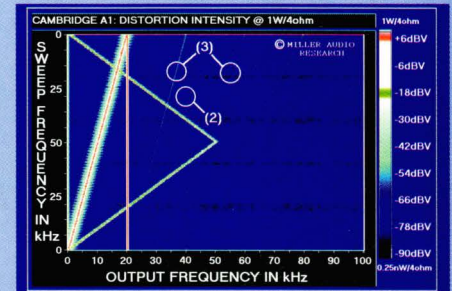 CAMBRIDGE A1: DISTORTION INTENSITY @ 1W/4ohm
1W/4ohm
© MILLER AUDIO
RESEARCH
SWEEP FREQUENCY IN kHz
0
25
50
25
0
(3)
(2)
0 10 20 30 40 50 60 70 80 90 100
OUTPUT FREQUENCY IN kHz
+6dBV
-6dBV
-18dBV
-30dBV
-42dBV
-54dBV
-66dBV
-78dBV
-90dBV
0.25nW/4ohm